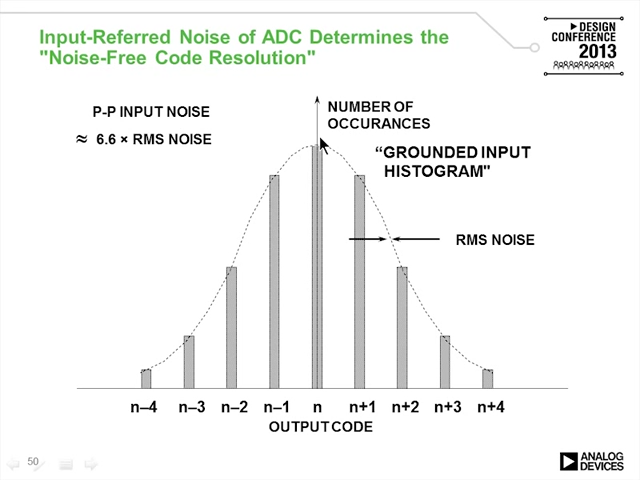 Input-Referred Noise of ADC Determines the
"Noise-Free Code Resolution"
DESIGN
CONFERENCE
2013
P-P INPUT NOISE
≈ 6.6 × RMS NOISE
NUMBER OF
OCCURANCES
“GROUNDED INPUT
HISTOGRAM"
RMS NOISE
n–4 n–3 n–2 n–1 n n+1 n+2 n+3 n+4
OUTPUT CODE
50
ANALOG
DEVICES